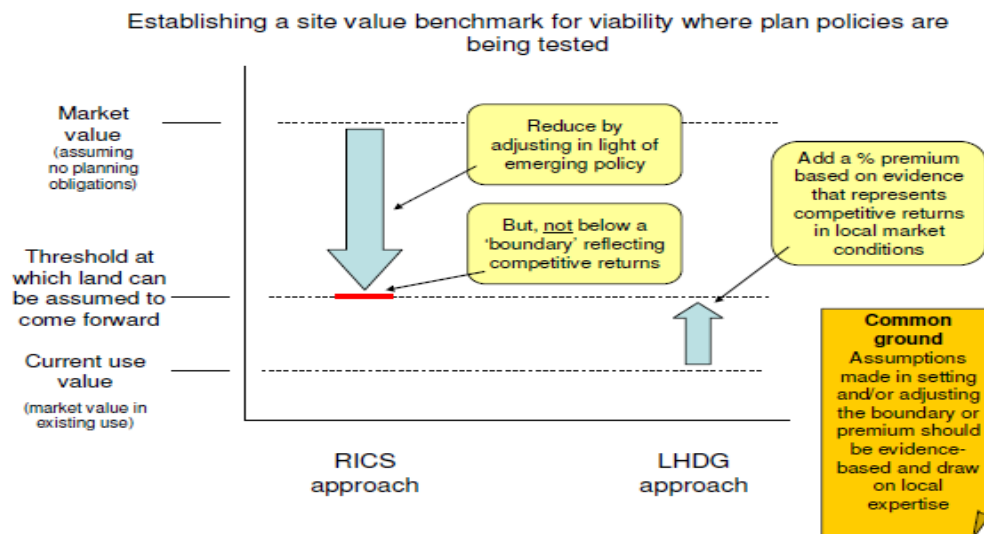 Establishing a site value benchmark for viability where plan policies are
being tested
Market
value
(assuming
no planning
obligations)
Reduce by
adjusting in light of
emerging policy
Add a % premium
based on evidence
that represents
competitive returns
in local market
conditions
But, not below a
'boundary' reflecting
competitive returns
Threshold at
which land can
be assumed to
come forward
Current use
value
(market value in
existing use)
Common
ground
Assumptions
made in setting
and/or adjusting
the boundary or
premium should
be evidence-
based and draw
on local
expertise
RICS
approach
LHDG
approach